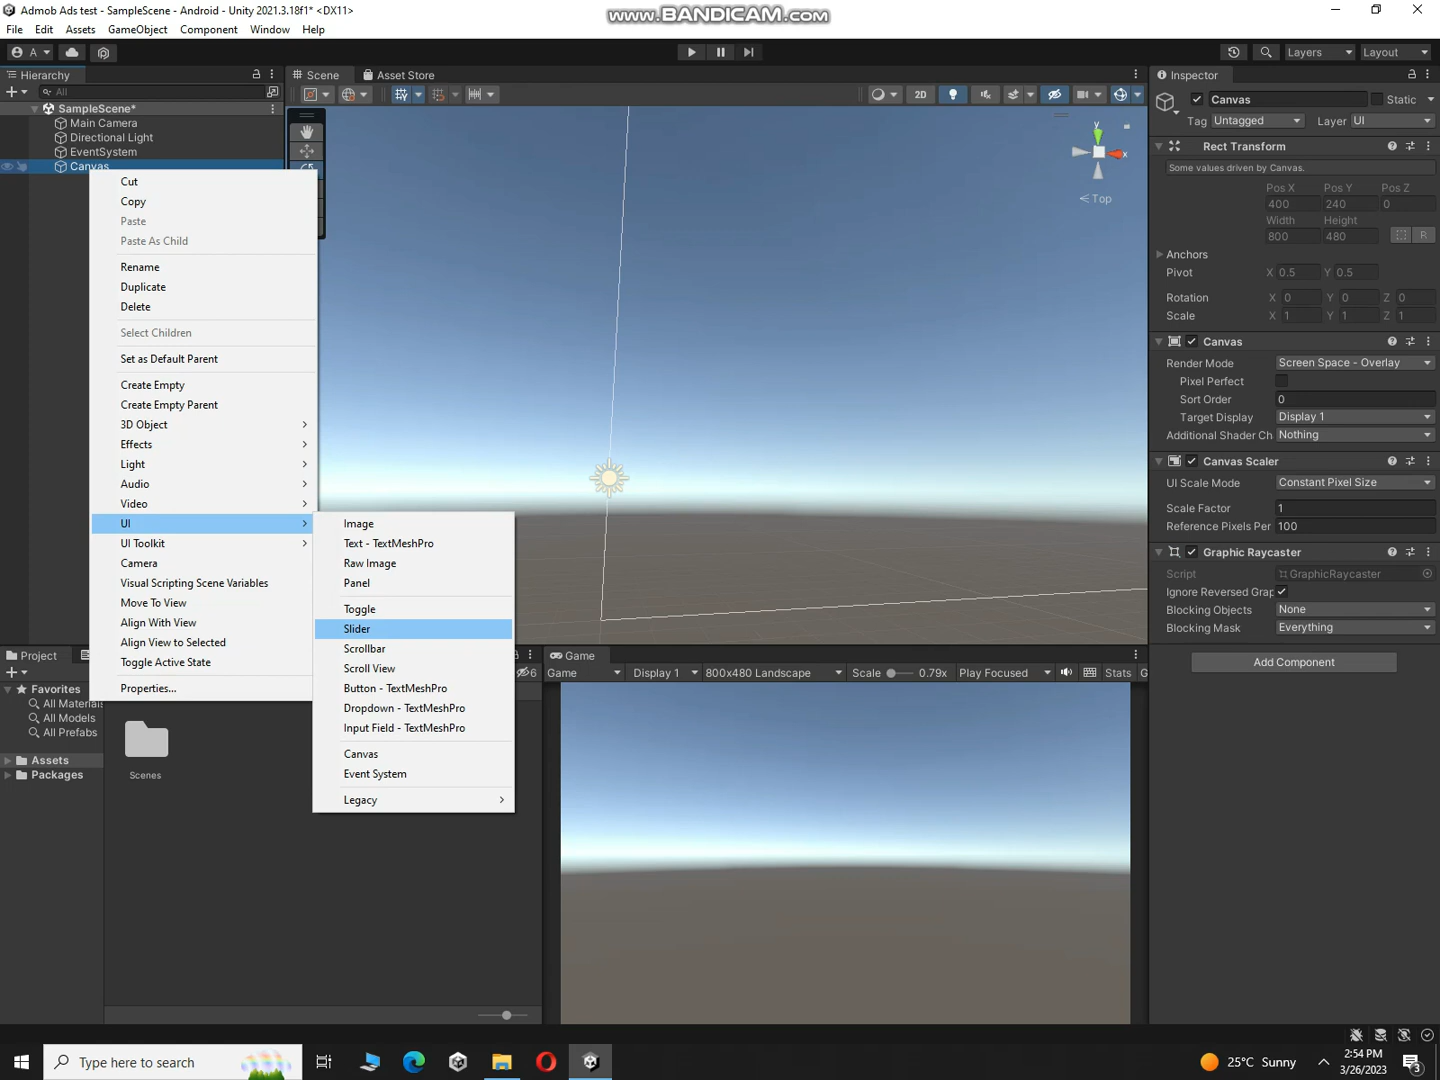 Admob Ads test - SampleScene - Android - Unity 2021.3.18f1* <DX11>
www.BANDICAM.com
File Edit Assets GameObject Component Window Help
A
Layers Layout
Hierarchy
All
SampleScene*
Main Camera
Directional Light
EventSystem
Canvas
Cut
Copy
Paste
Paste As Child
Rename
Duplicate
Delete
Select Children
Set as Default Parent
Create Empty
Create Empty Parent
3D Object
Effects
Light
Audio
Video
UI
UI Toolkit
Camera
Visual Scripting Scene Variables
Move To View
Align With View
Align View to Selected
Toggle Active State
Properties...
Image
Text - TextMeshPro
Raw Image
Panel
Toggle
Slider
Scrollbar
Scroll View
Button - TextMeshPro
Dropdown - TextMeshPro
Input Field - TextMeshPro
Canvas
Event System
Legacy
Scene Asset Store
2D
y
x
Top
Inspector
Canvas Static
Tag Untagged Layer UI
Rect Transform
Some values driven by Canvas.
Pos X Pos Y Pos Z
400 240 0
Width Height
800 480 R
Anchors
Pivot X 0.5 Y 0.5
Rotation X 0 Y 0 Z 0
Scale X 1 Y 1 Z 1
Canvas
Render Mode Screen Space - Overlay
Pixel Perfect
Sort Order 0
Target Display Display 1
Additional Shader Ch Nothing
Canvas Scaler
UI Scale Mode Constant Pixel Size
Scale Factor 1
Reference Pixels Per 100
Graphic Raycaster
Script GraphicRaycaster
Ignore Reversed Grap
Blocking Objects None
Blocking Mask Everything
Add Component
Project
6
Favorites
All Materials
All Models
All Prefabs
Assets
Packages
Scenes
Game
Game Display 1 800x480 Landscape Scale 0.79x Play Focused Stats G
Type here to search
25°C Sunny
2:54 PM
3/26/2023
3